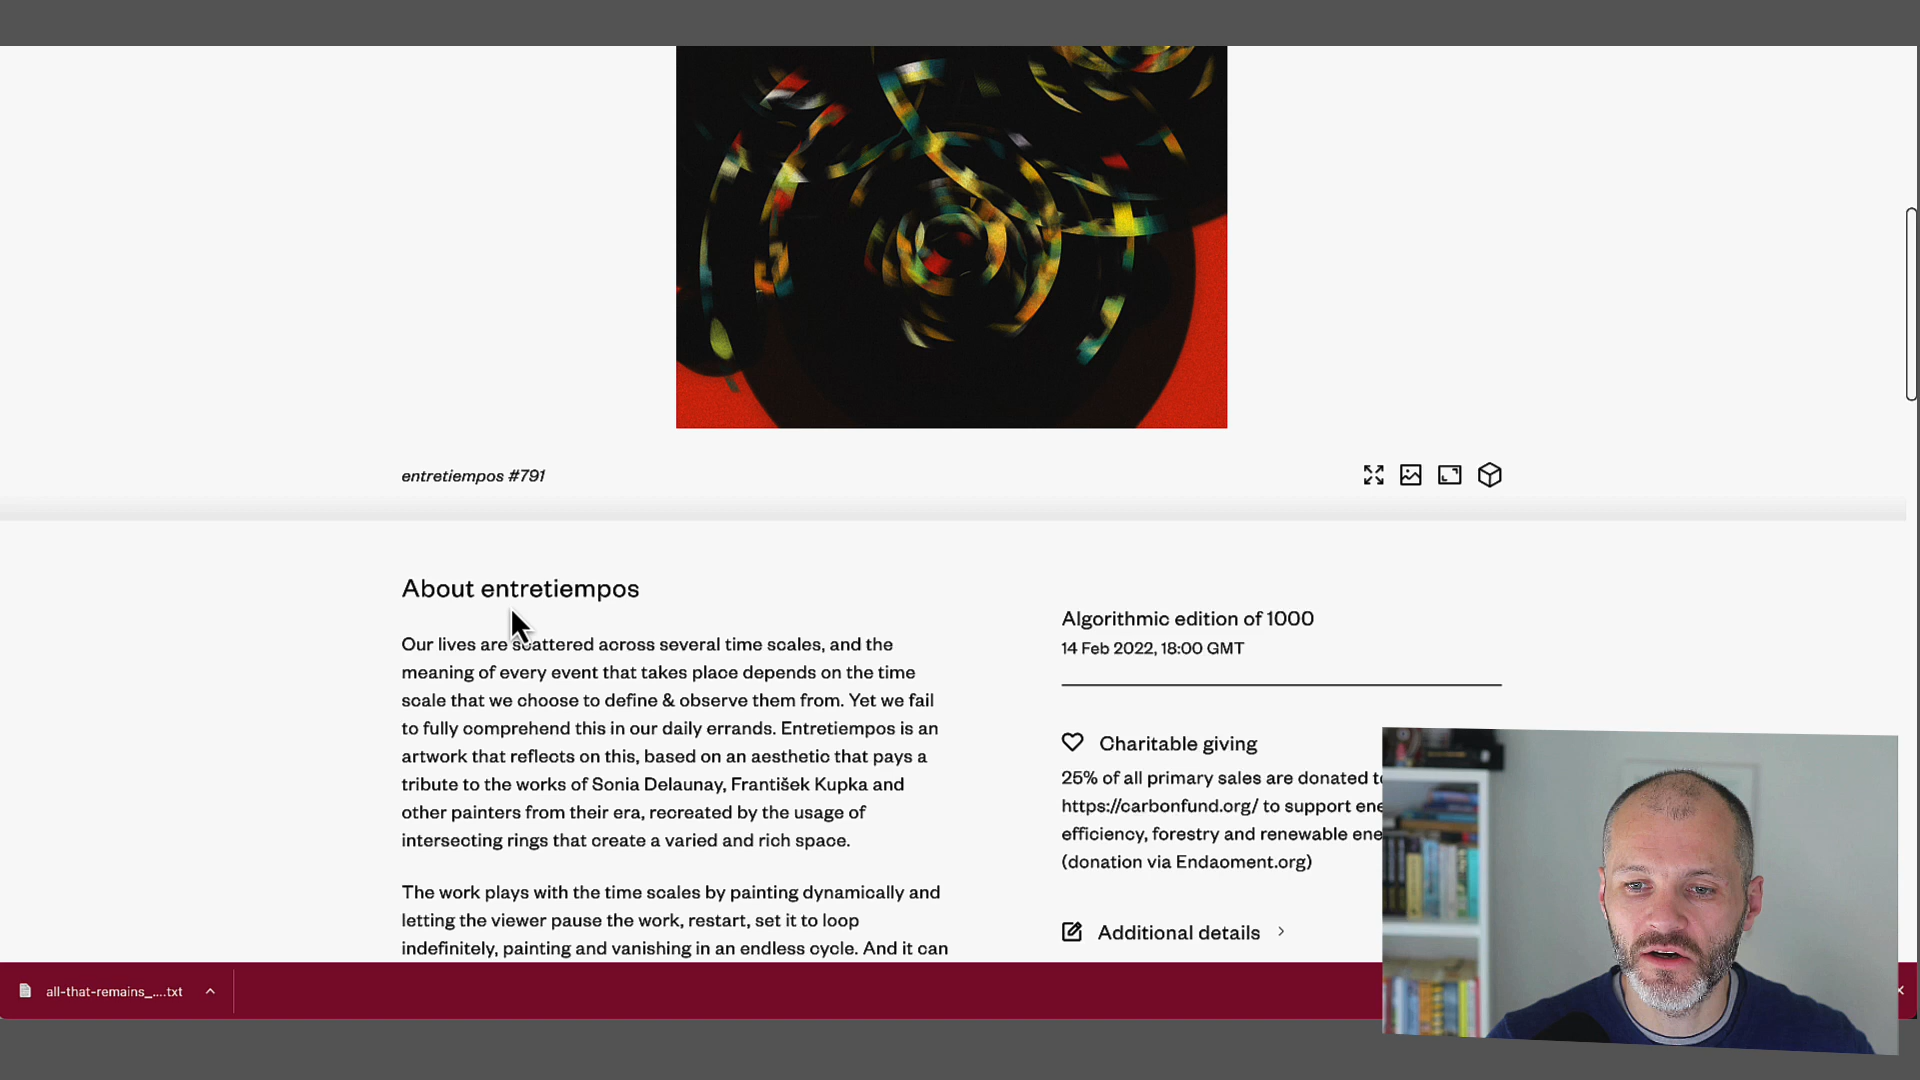 entretiempos #791
About entretiempos
Our lives are scattered across several time scales, and the
meaning of every event that takes place depends on the time
scale that we choose to define & observe them from. Yet we fail
to fully comprehend this in our daily errands. Entretiempos is an
artwork that reflects on this, based on an aesthetic that pays a
tribute to the works of Sonia Delaunay, František Kupka and
other painters from their era, recreated by the usage of
intersecting rings that create a varied and rich space.
The work plays with the time scales by painting dynamically and
letting the viewer pause the work, restart, set it to loop
indefinitely, painting and vanishing in an endless cycle. And it can
Algorithmic edition of 1000
14 Feb 2022, 18:00 GMT
Charitable giving
25% of all primary sales are donated t
https://carbonfund.org/ to support ene
efficiency, forestry and renewable ene
(donation via Endaoment.org)
Additional details
all-that-remains_....txt